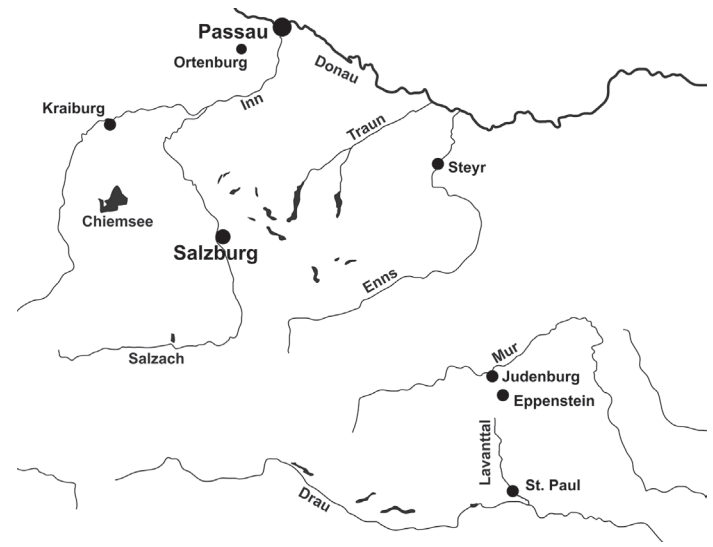 Passau
Ortenburg
Donau
Inn
Kraiburg
Traun
Steyr
Chiemsee
Salzburg
Enns
Salzach
Mur
Judenburg
Eppenstein
Lavanttal
St. Paul
Drau